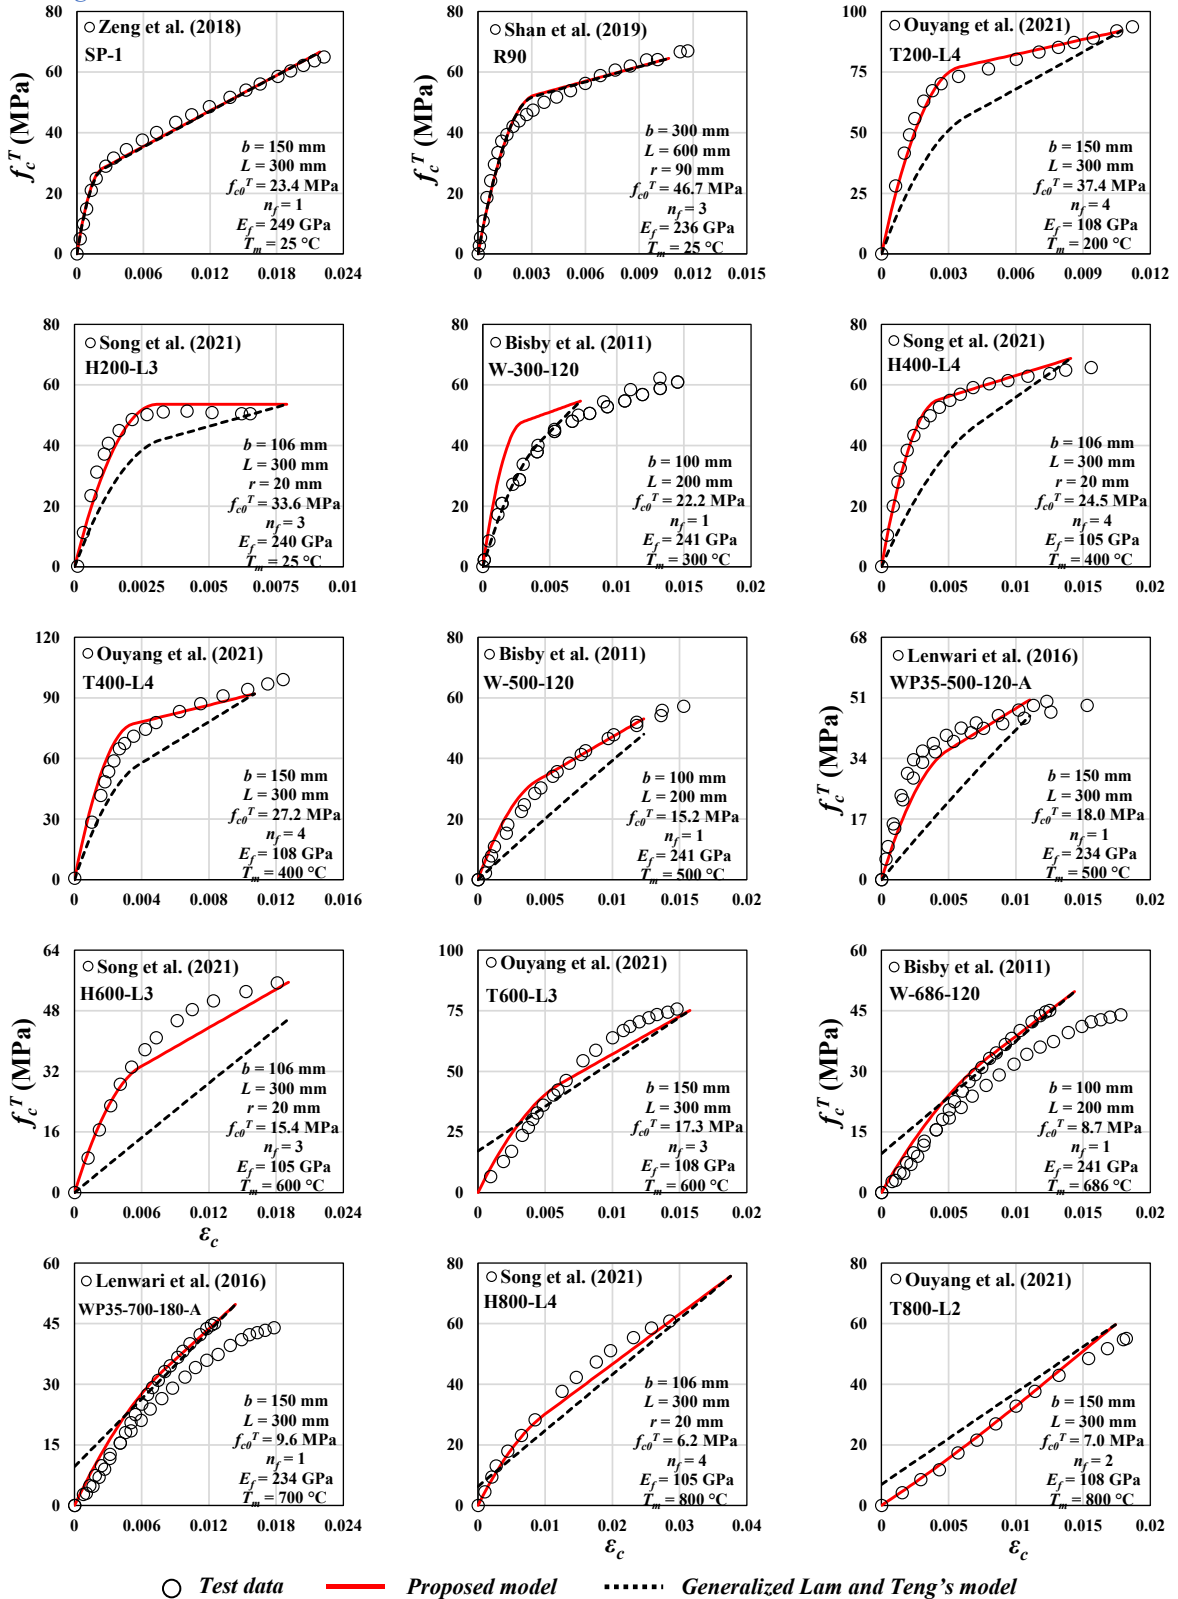 Zeng et al. (2018)
SP-1
b = 150 mm
L = 300 mm
f_c0^T = 23.4 MPa
n_f = 1
E_f = 249 GPa
T_m = 25 °C
f_c^T (MPa)
80
60
40
20
0
0 0.006 0.012 0.018 0.024
Shan et al. (2019)
R90
b = 300 mm
L = 600 mm
r = 90 mm
f_c0^T = 46.7 MPa
n_f = 3
E_f = 236 GPa
T_m = 25 °C
80
60
40
20
0
0 0.003 0.006 0.009 0.012 0.015
Ouyang et al. (2021)
T200-L4
b = 150 mm
L = 300 mm
f_c0^T = 37.4 MPa
n_f = 4
E_f = 108 GPa
T_m = 200 °C
100
75
50
25
0
0 0.003 0.006 0.009 0.012
Song et al. (2021)
H200-L3
b = 106 mm
L = 300 mm
r = 20 mm
f_c0^T = 33.6 MPa
n_f = 3
E_f = 240 GPa
T_m = 25 °C
80
60
40
20
0
0 0.0025 0.005 0.0075 0.01
Bisby et al. (2011)
W-300-120
b = 100 mm
L = 200 mm
f_c0^T = 22.2 MPa
n_f = 1
E_f = 241 GPa
T_m = 300 °C
80
60
40
20
0
0 0.005 0.01 0.015 0.02
Song et al. (2021)
H400-L4
b = 106 mm
L = 300 mm
r = 20 mm
f_c0^T = 24.5 MPa
n_f = 4
E_f = 105 GPa
T_m = 400 °C
80
60
40
20
0
0 0.005 0.01 0.015 0.02
Ouyang et al. (2021)
T400-L4
b = 150 mm
L = 300 mm
f_c0^T = 27.2 MPa
n_f = 4
E_f = 108 GPa
T_m = 400 °C
120
90
60
30
0
0 0.004 0.008 0.012 0.016
Bisby et al. (2011)
W-500-120
b = 100 mm
L = 200 mm
f_c0^T = 15.2 MPa
n_f = 1
E_f = 241 GPa
T_m = 500 °C
80
60
40
20
0
0 0.005 0.01 0.015 0.02
Lenwari et al. (2016)
WP35-500-120-A
b = 150 mm
L = 300 mm
f_c0^T = 18.0 MPa
n_f = 1
E_f = 234 GPa
T_m = 500 °C
f_c^T (MPa)
68
51
34
17
0
0 0.005 0.01 0.015 0.02
Song et al. (2021)
H600-L3
b = 106 mm
L = 300 mm
r = 20 mm
f_c0^T = 15.4 MPa
n_f = 3
E_f = 105 GPa
T_m = 600 °C
f_c^T (MPa)
64
48
32
16
0
0 0.006 0.012 0.018 0.024
ε_c
Ouyang et al. (2021)
T600-L3
b = 150 mm
L = 300 mm
f_c0^T = 17.3 MPa
n_f = 3
E_f = 108 GPa
T_m = 600 °C
100
75
50
25
0
0 0.005 0.01 0.015 0.02
Bisby et al. (2011)
W-686-120
b = 100 mm
L = 200 mm
f_c0^T = 8.7 MPa
n_f = 1
E_f = 241 GPa
T_m = 686 °C
60
45
30
15
0
0 0.005 0.01 0.015 0.02
Lenwari et al. (2016)
WP35-700-180-A
b = 150 mm
L = 300 mm
f_c0^T = 9.6 MPa
n_f = 1
E_f = 234 GPa
T_m = 700 °C
60
45
30
15
0
0 0.006 0.012 0.018 0.024
Song et al. (2021)
H800-L4
b = 106 mm
L = 300 mm
r = 20 mm
f_c0^T = 6.2 MPa
n_f = 4
E_f = 105 GPa
T_m = 800 °C
80
60
40
20
0
0 0.01 0.02 0.03 0.04
ε_c
Ouyang et al. (2021)
T800-L2
b = 150 mm
L = 300 mm
f_c0^T = 7.0 MPa
n_f = 2
E_f = 108 GPa
T_m = 800 °C
80
60
40
20
0
0 0.005 0.01 0.015 0.02
ε_c
Test data Proposed model Generalized Lam and Teng's model